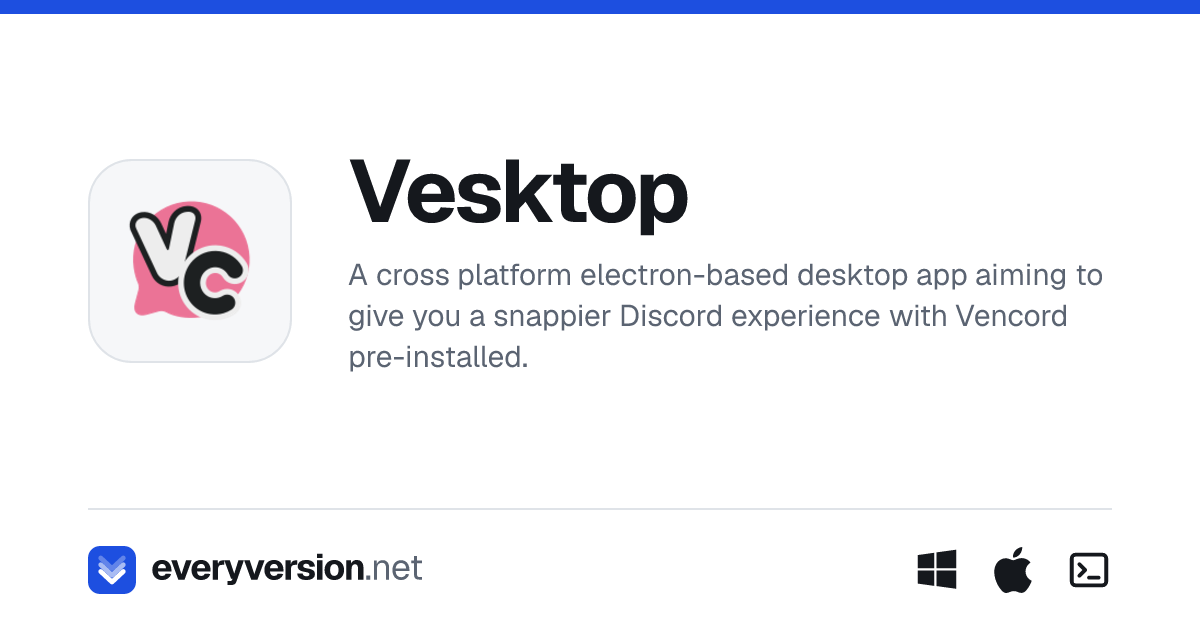 Vesktop
A cross platform electron-based desktop app aiming to
give you a snappier Discord experience with Vencord
pre-installed.
VC
everyversion.net